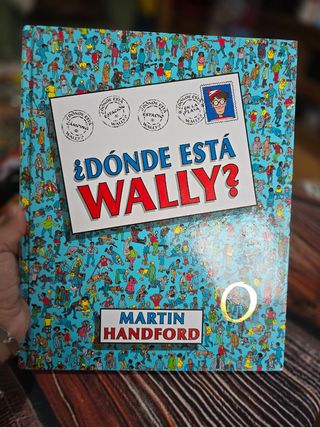 ¿DÓNDE ESTÁ
WALLY?
MARTIN
HANDFORD
O